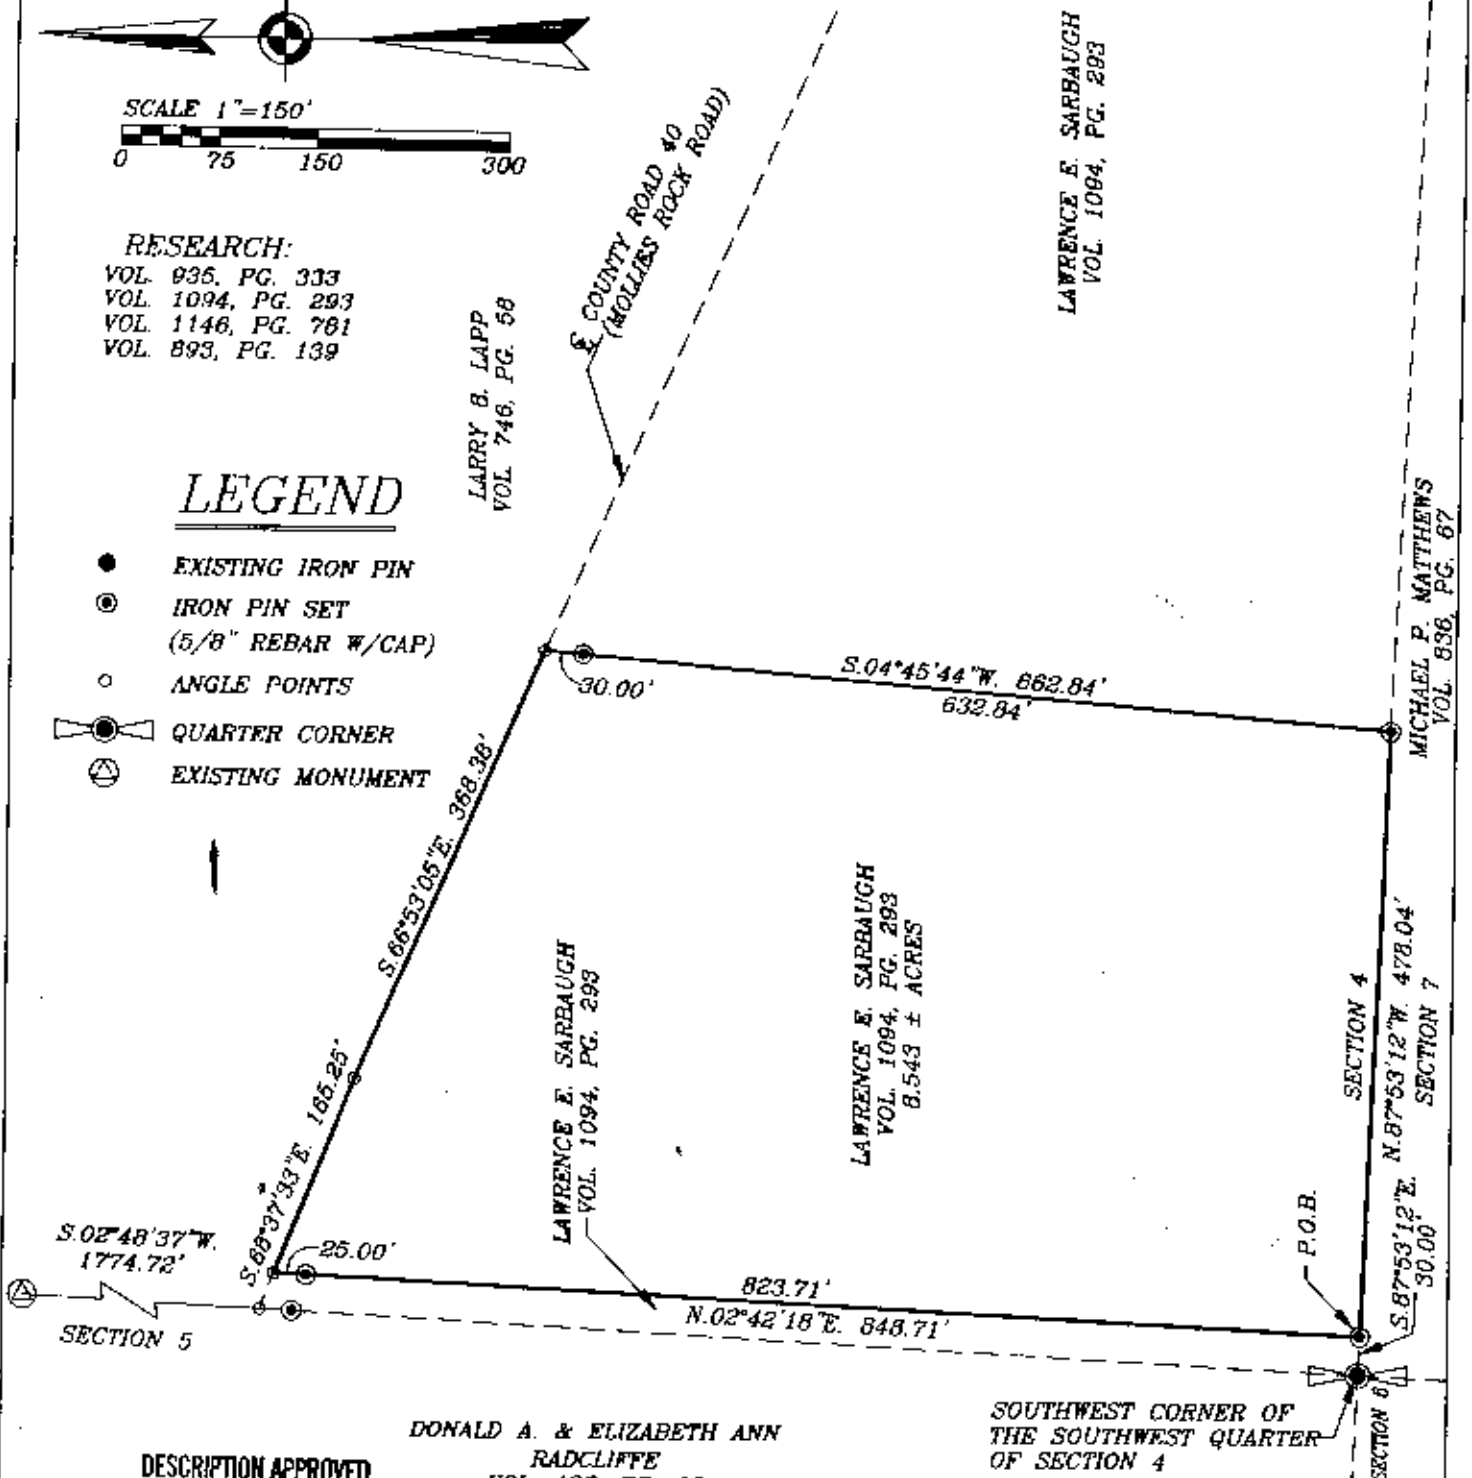 SCALE 1"=150'
0 75 150 300
RESEARCH:
VOL. 935, PG. 333
VOL. 1094, PG. 293
VOL. 1146, PG. 781
VOL. 893, PG. 139
LEGEND
EXISTING IRON PIN
IRON PIN SET
(5/8" REBAR W/CAP)
ANGLE POINTS
QUARTER CORNER
EXISTING MONUMENT
LARRY B. LAPP
VOL. 746, PG. 58
℄ COUNTY ROAD 40
(MOLLIES ROCK ROAD)
LAWRENCE E. SARBAUGH
VOL. 1094, PG. 293
MICHAEL P. MATTHEWS
VOL. 836, PG. 67
30.00'
S.04°45'44"W. 662.84'
632.84'
S.66°53'05"E. 368.38'
S.68°37'33"E. 165.25'
LAWRENCE E. SARBAUGH
VOL. 1094, PG. 293
LAWRENCE E. SARBAUGH
VOL. 1094, PG. 293
8.543 ± ACRES
SECTION 4
N.87°53'12"W. 478.04'
SECTION 7
S.87°53'12"E.
30.00'
P.O.B.
S.02°48'37"W.
1774.72'
SECTION 5
25.00'
823.71'
N.02°42'18"E. 848.71'
SOUTHWEST CORNER OF
THE SOUTHWEST QUARTER
OF SECTION 4
SECTION 6
DONALD A. & ELIZABETH ANN
RADCLIFFE
DESCRIPTION APPROVED